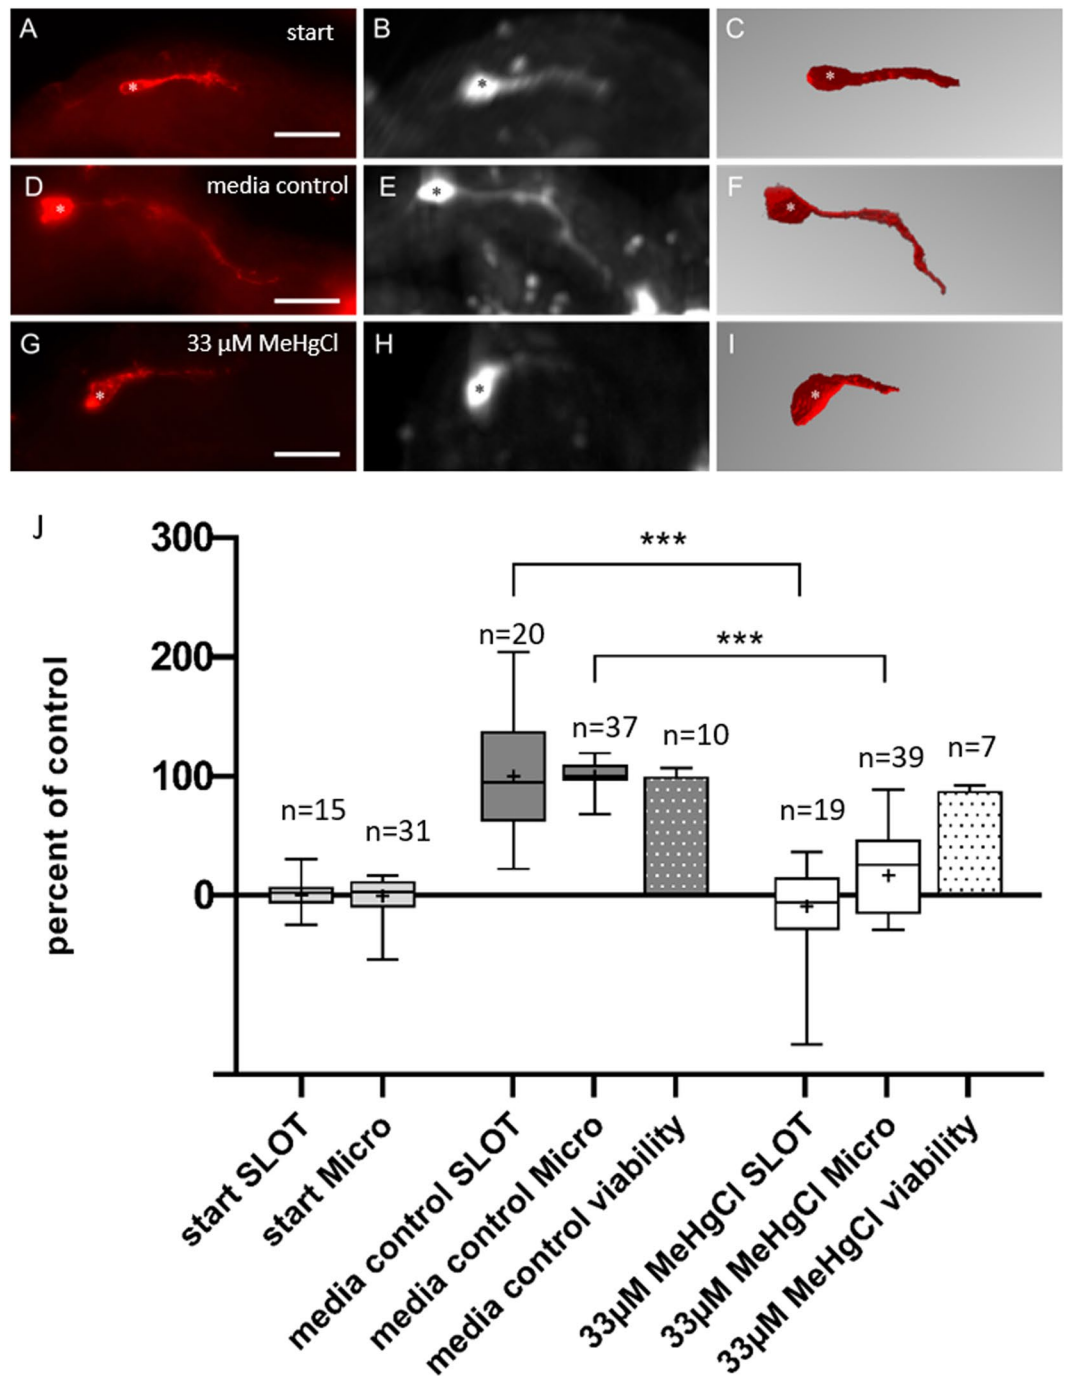 A
start
B
C
D
media control
E
F
G
33 µM MeHgCl
H
I
J
300
200
100
0
percent of control
***
***
n=20
n=37
n=10
n=15
n=31
n=19
n=39
n=7
start SLOT
start Micro
media control SLOT
media control Micro
media control viability
33µM MeHgCl SLOT
33µM MeHgCl Micro
33µM MeHgCl viability